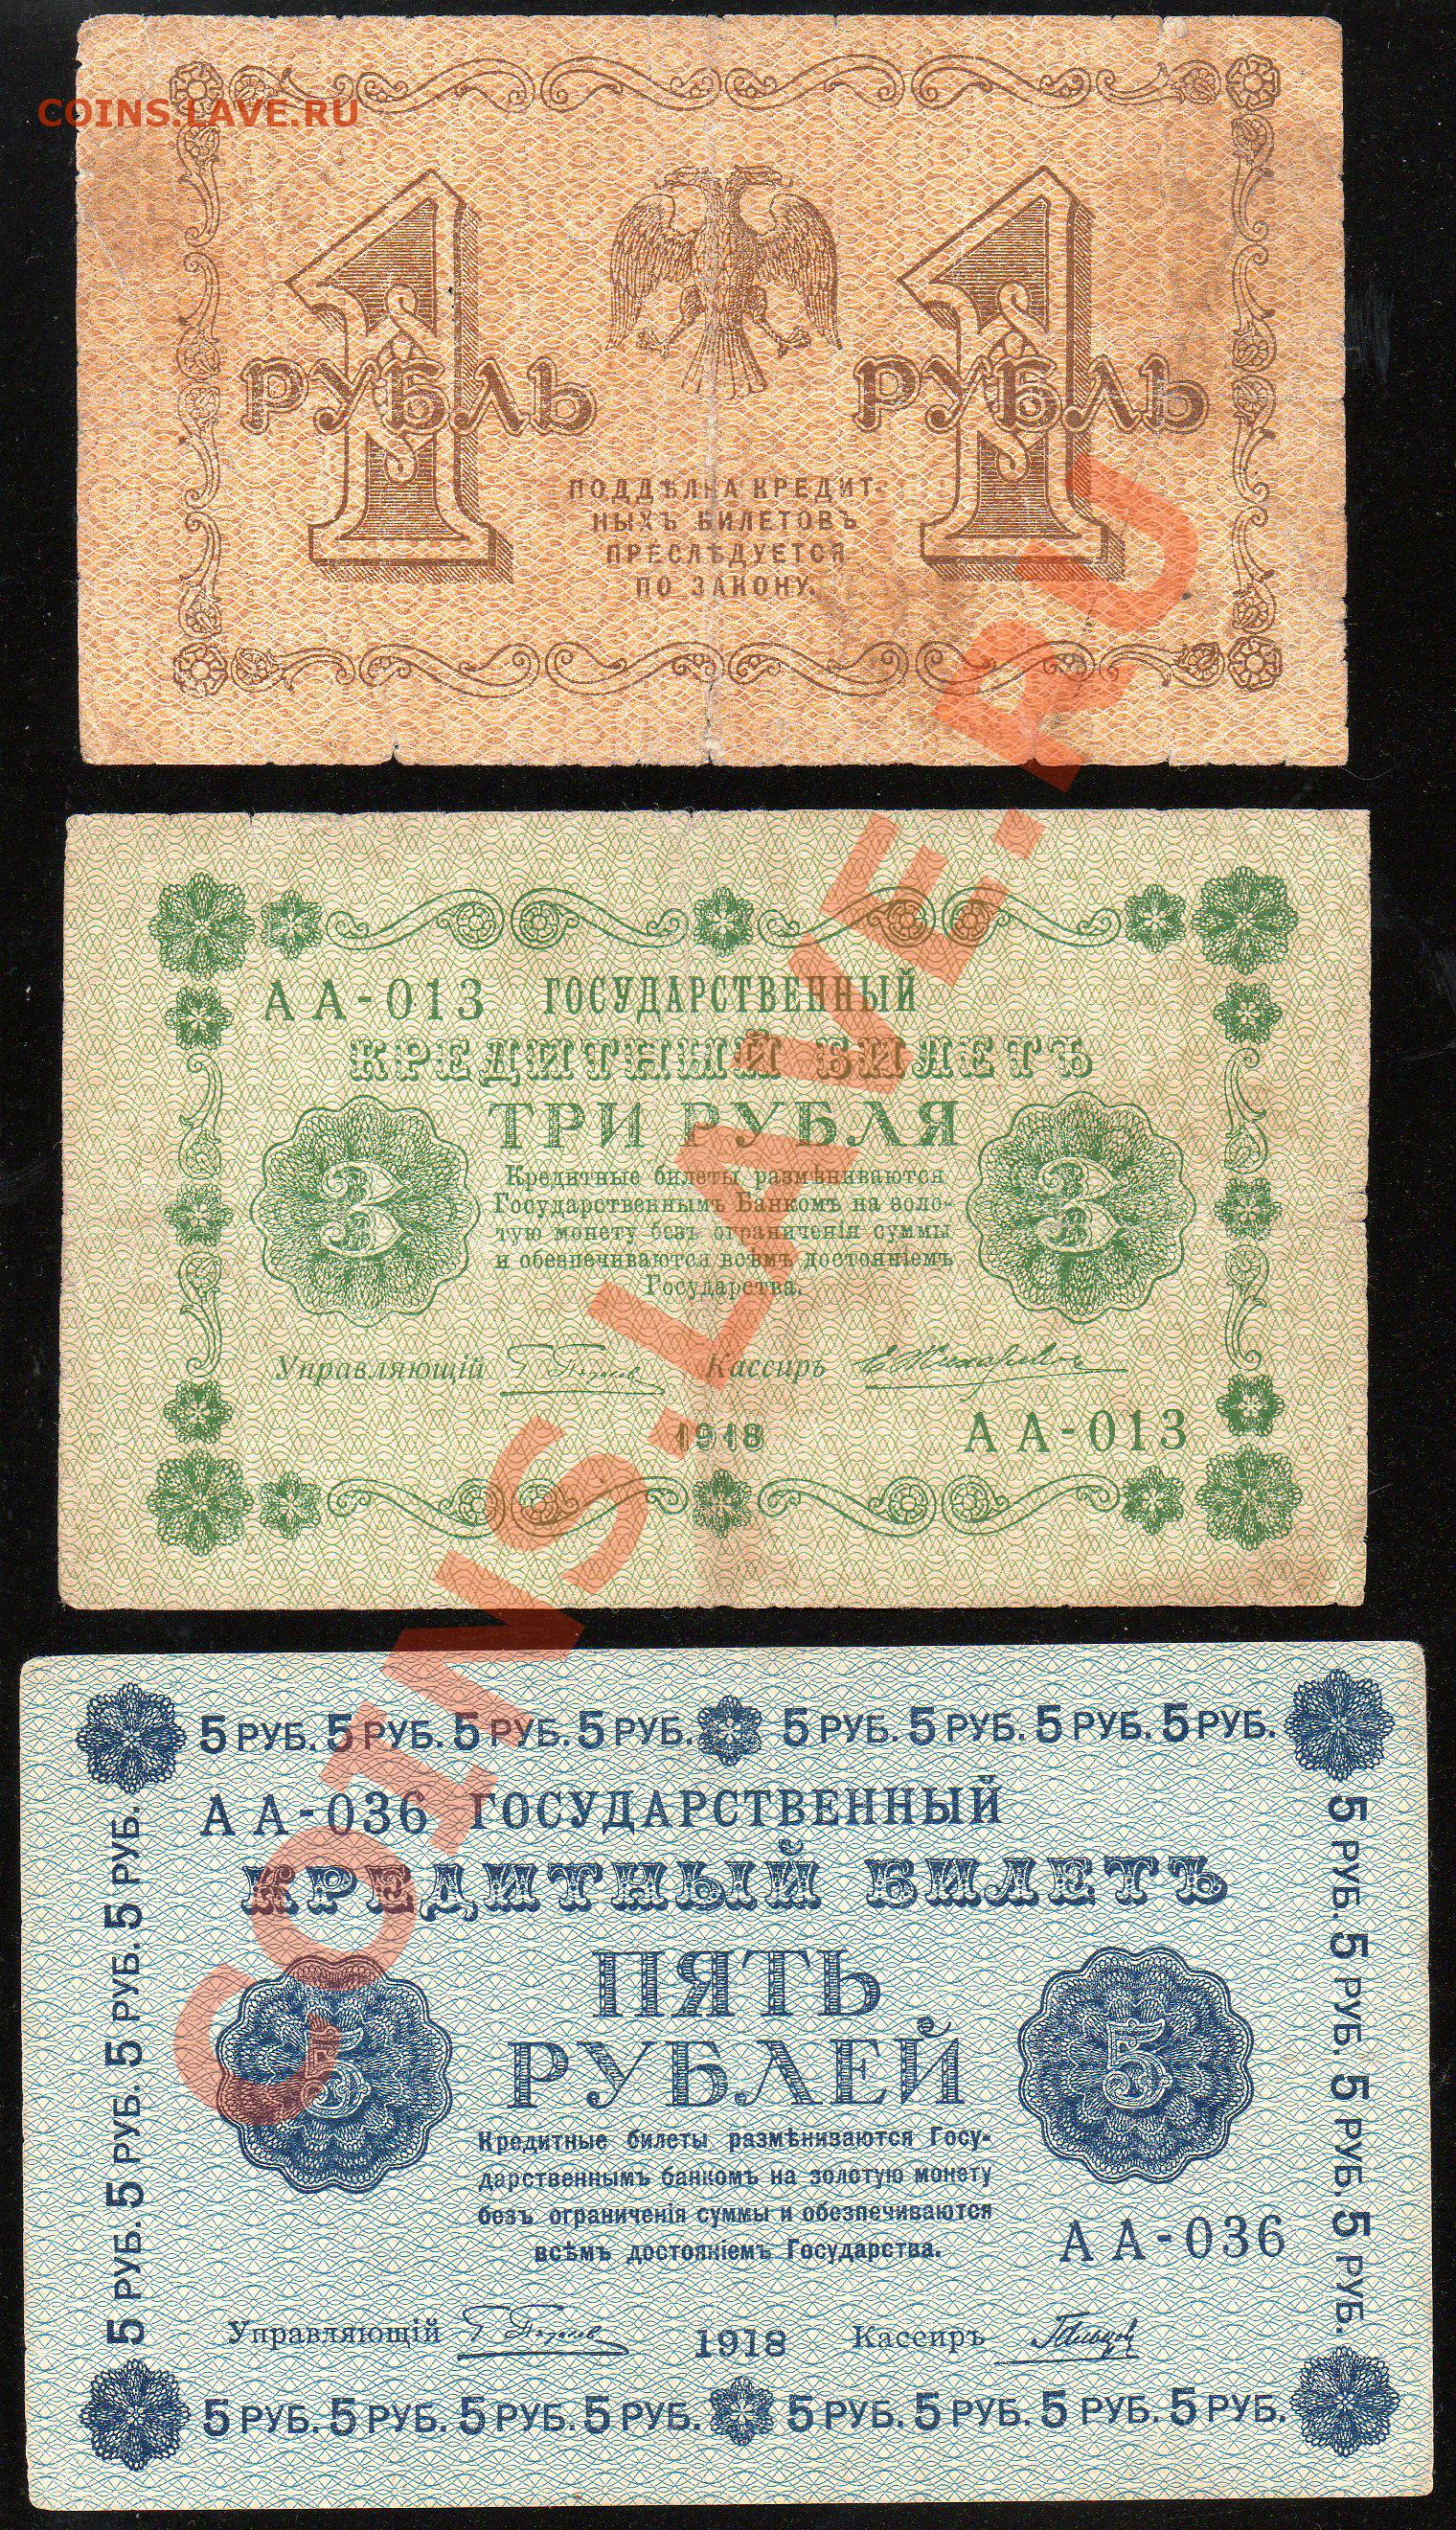 COINS.LAVE.RU
1 1
РУБЛЬ РУБЛЬ
ПОДДѢЛКА КРЕДИТ-
НЫХЪ БИЛЕТОВЪ
ПРЕСЛѢДУЕТСЯ
ПО ЗАКОНУ.
COINS.LAVE.RU
АА-013 ГОСУДАРСТВЕННЫЙ
КРЕДИТНЫЙ БИЛЕТЪ
ТРИ РУБЛЯ
3 3
Кредитные билеты размѣниваются
Государственнымъ Банкомъ на золо-
тую монету безъ ограниченія суммы
и обезпечиваются всѣмъ достояніемъ
Государства.
Управляющій Кассиръ
1918 АА-013
5 РУБ. 5 РУБ. 5 РУБ. 5 РУБ. 5 РУБ. 5 РУБ. 5 РУБ. 5 РУБ.
АА-036 ГОСУДАРСТВЕННЫЙ
КРЕДИТНЫЙ БИЛЕТЪ
5 РУБ. 5 РУБ. 5 РУБ. 5 РУБ.
5 РУБ. 5 РУБ. 5 РУБ. 5 РУБ.
ПЯТЬ
РУБЛЕЙ
5 5
Кредитные билеты размѣниваются Госу-
дарственнымъ банкомъ на золотую монету
безъ ограниченія суммы и обезпечиваются
всѣмъ достояніемъ Государства.
АА-036
Управляющій 1918 Кассиръ
5 РУБ. 5 РУБ. 5 РУБ. 5 РУБ. 5 РУБ. 5 РУБ. 5 РУБ. 5 РУБ.